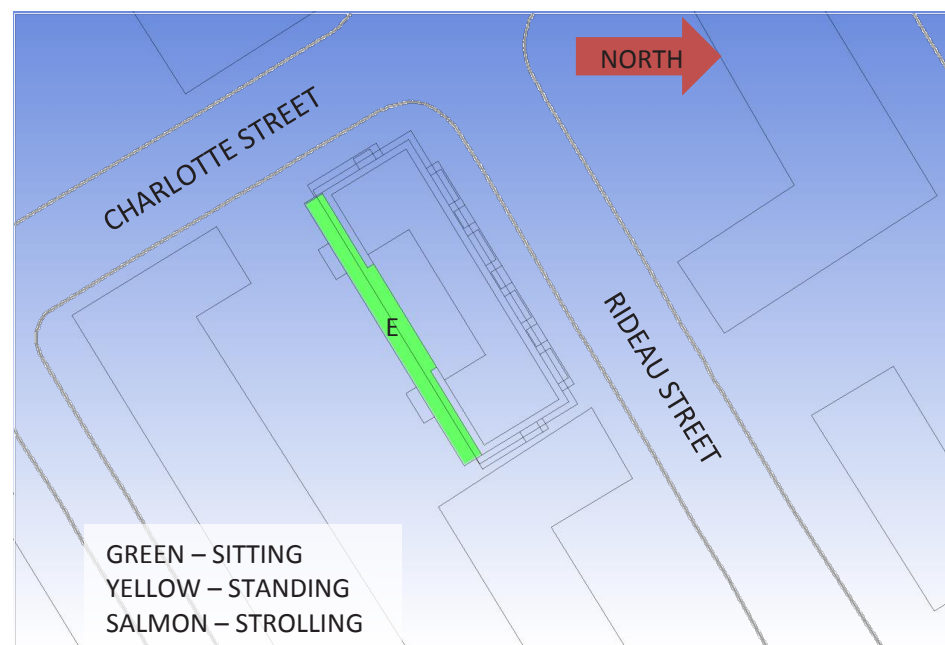 NORTH
CHARLOTTE STREET
E
RIDEAU STREET
GREEN – SITTING
YELLOW – STANDING
SALMON – STROLLING